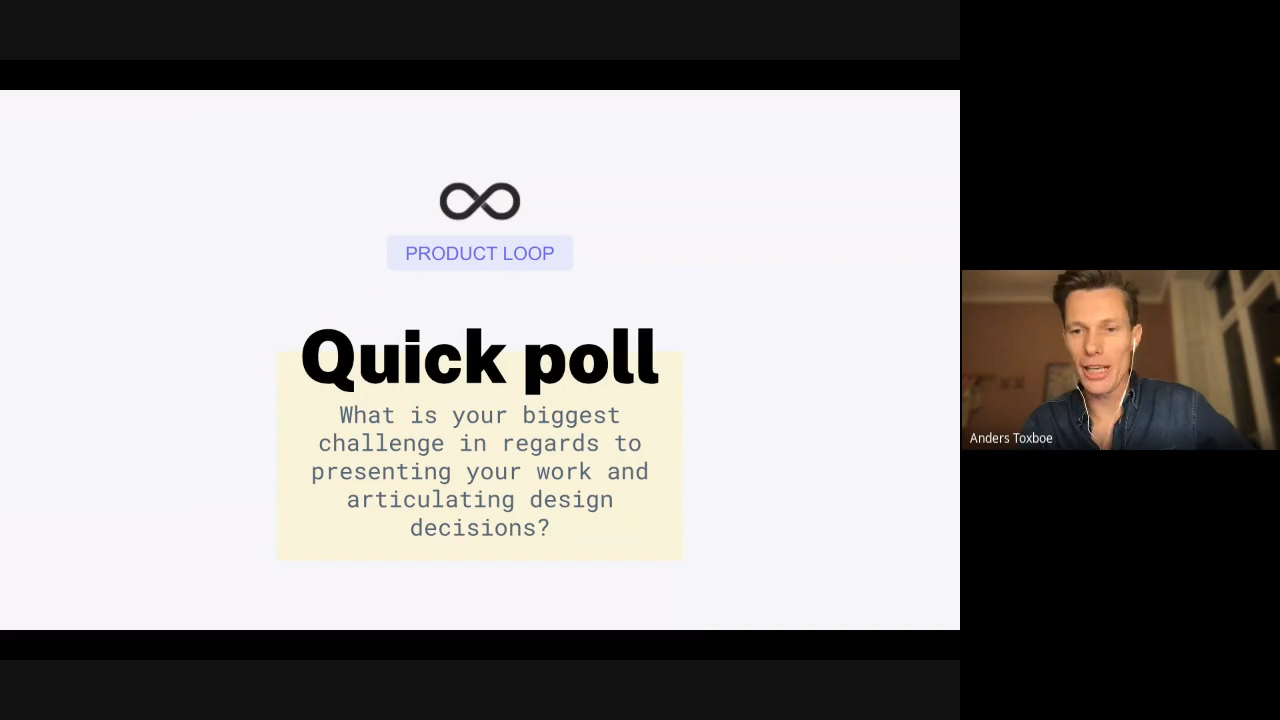 PRODUCT LOOP
Quick poll
What is your biggest
challenge in regards to
presenting your work and
articulating design
decisions?
Anders Toxboe